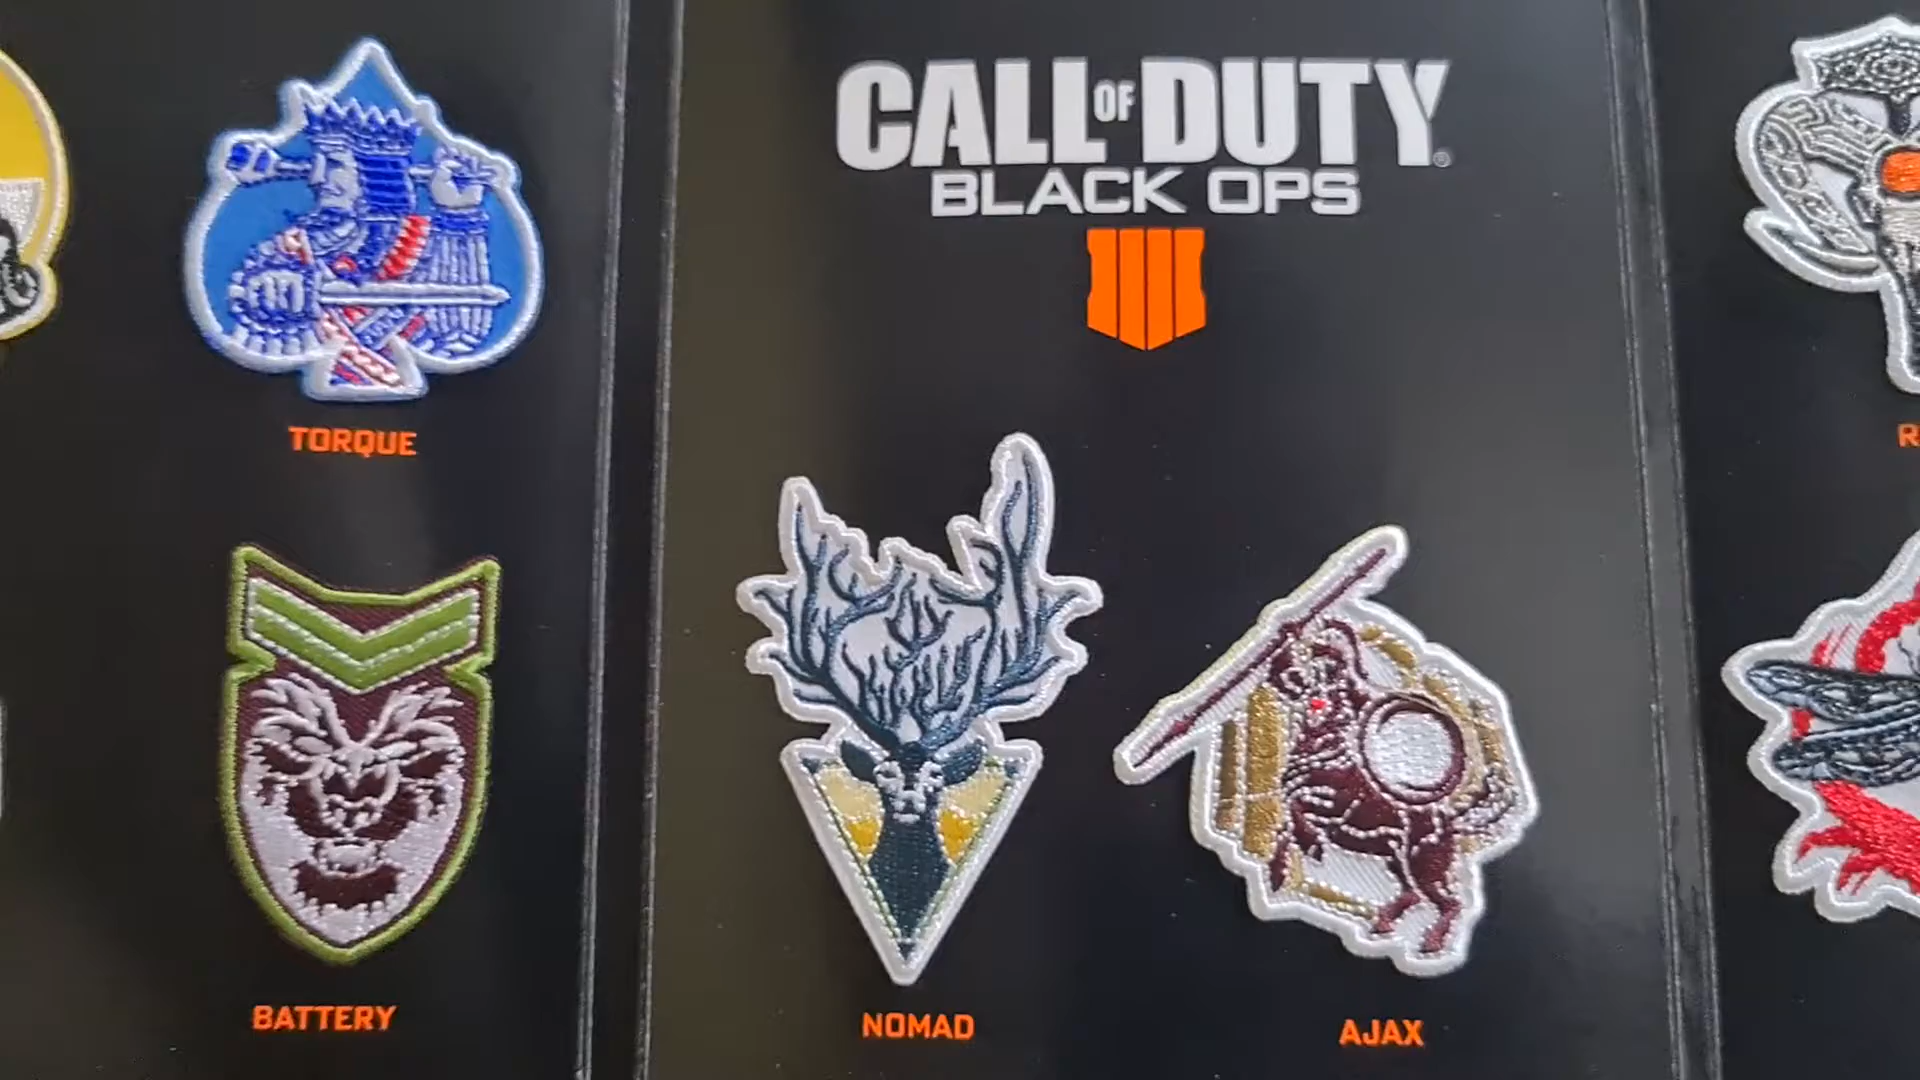 CALL OF DUTY®
BLACK OPS
TORQUE
BATTERY
NOMAD
AJAX